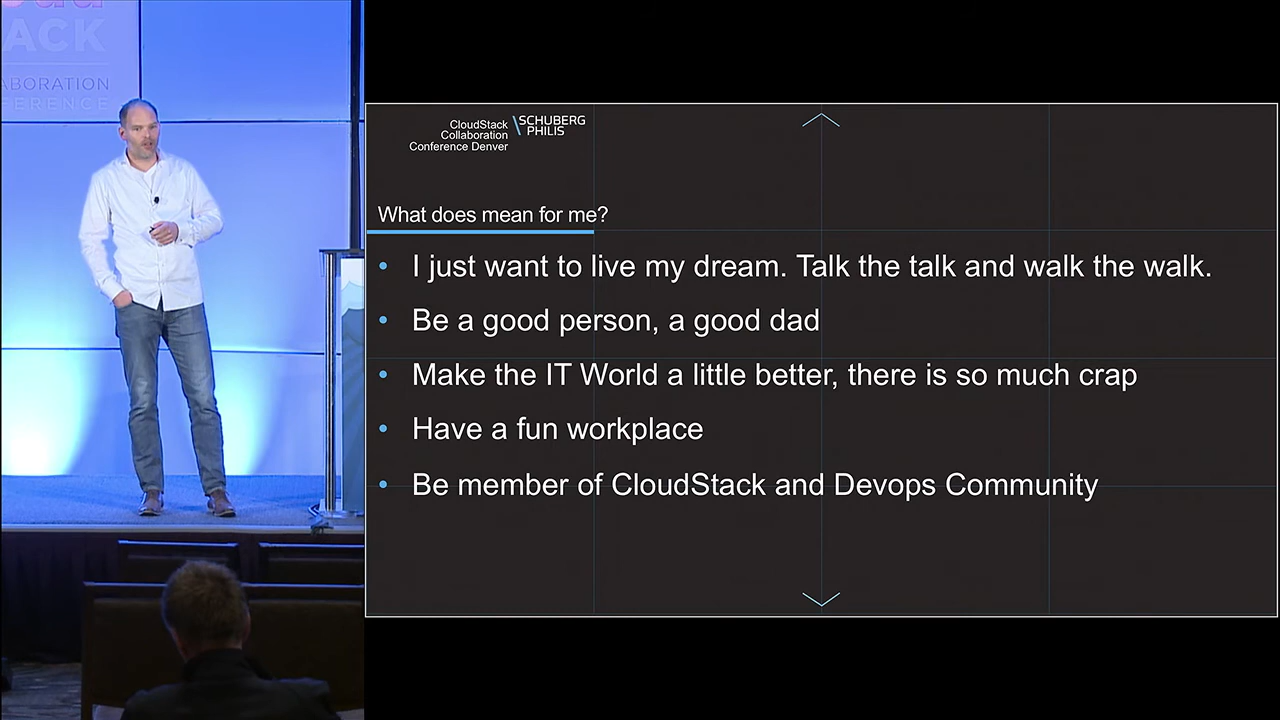 ACK
ABORATION
FERENCE
CloudStack
Collaboration
Conference Denver
SCHUBERG
PHILIS
What does mean for me?
I just want to live my dream. Talk the talk and walk the walk.
Be a good person, a good dad
Make the IT World a little better, there is so much crap
Have a fun workplace
Be member of CloudStack and Devops Community